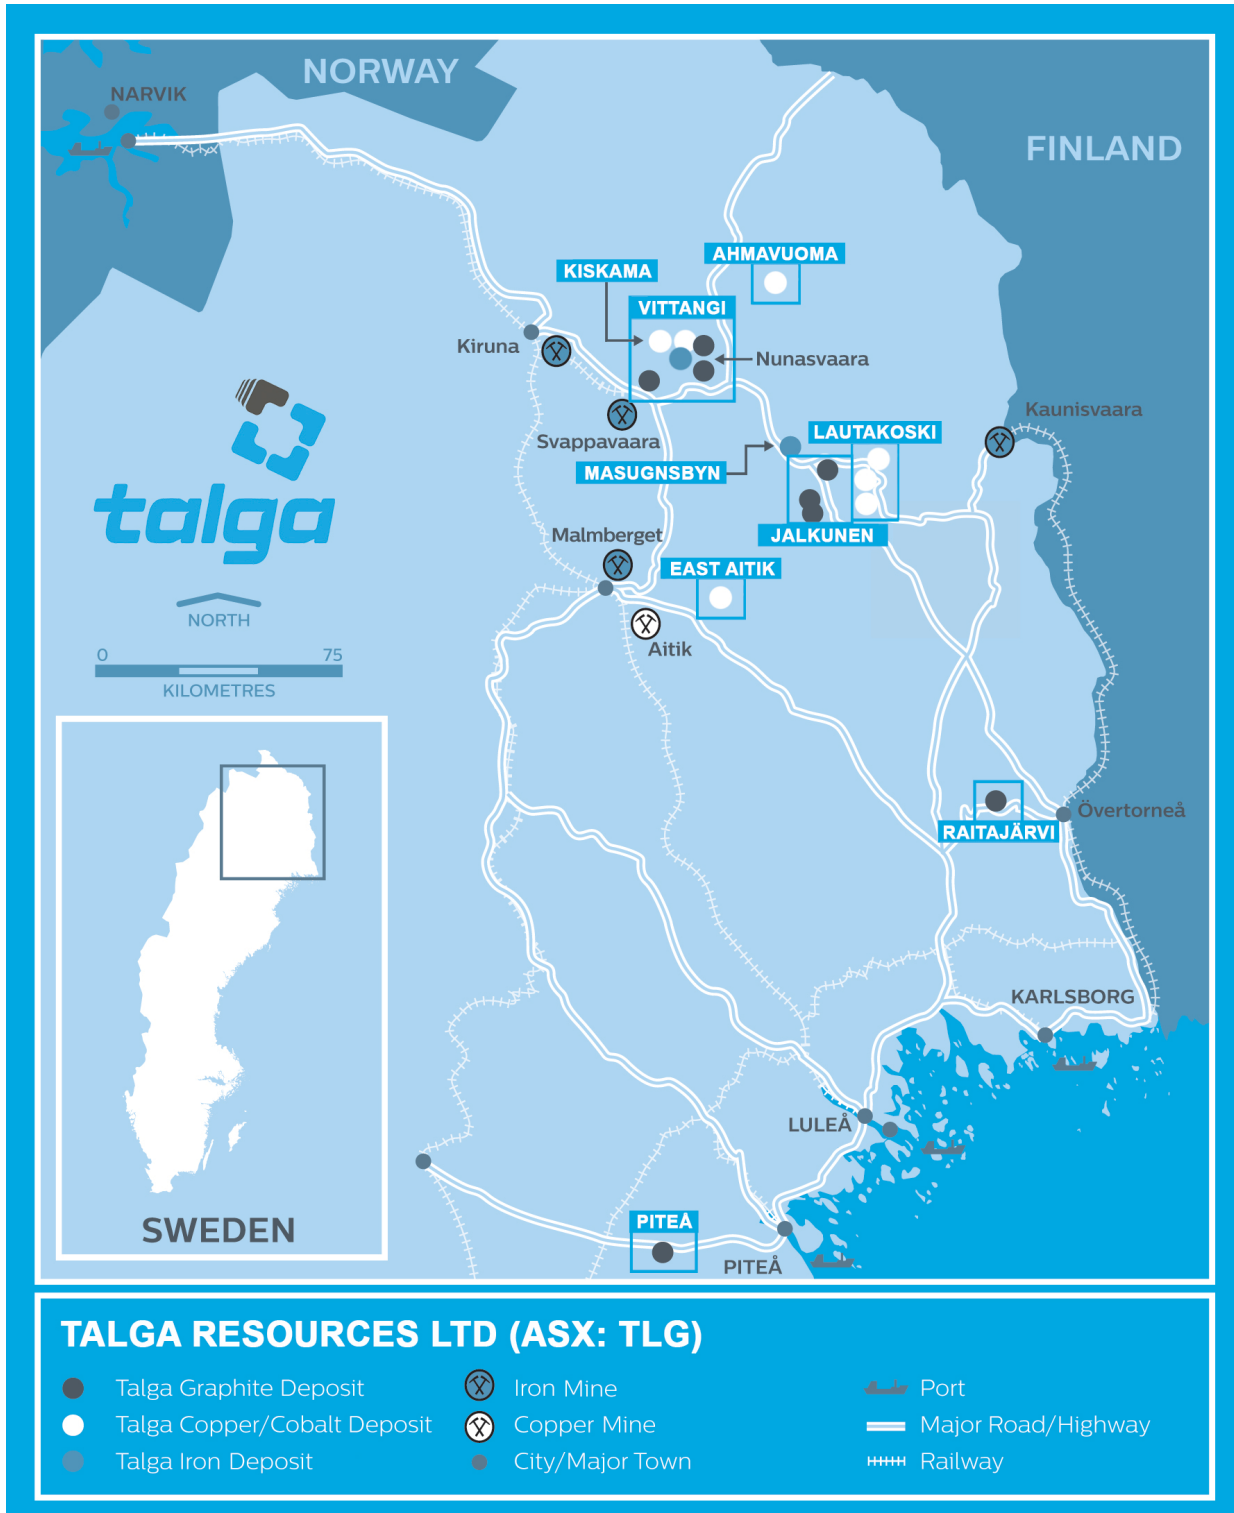 NORWAY
NARVIK
FINLAND
AHMAVUOMA
KISKAMA
VITTANGI
Kiruna
Nunasvaara
Kaunisvaara
Svappavaara
LAUTAKOSKI
MASUGNSBYN
talga
Malmberget
JALKUNEN
EAST AITIK
NORTH
Aitik
0 75
KILOMETRES
RAITAJÄRVI
Övertorneå
KARLSBORG
LULEÅ
SWEDEN
PITEÅ
PITEÅ
TALGA RESOURCES LTD (ASX: TLG)
Talga Graphite Deposit
Talga Copper/Cobalt Deposit
Talga Iron Deposit
Iron Mine
Copper Mine
City/Major Town
Port
Major Road/Highway
Railway